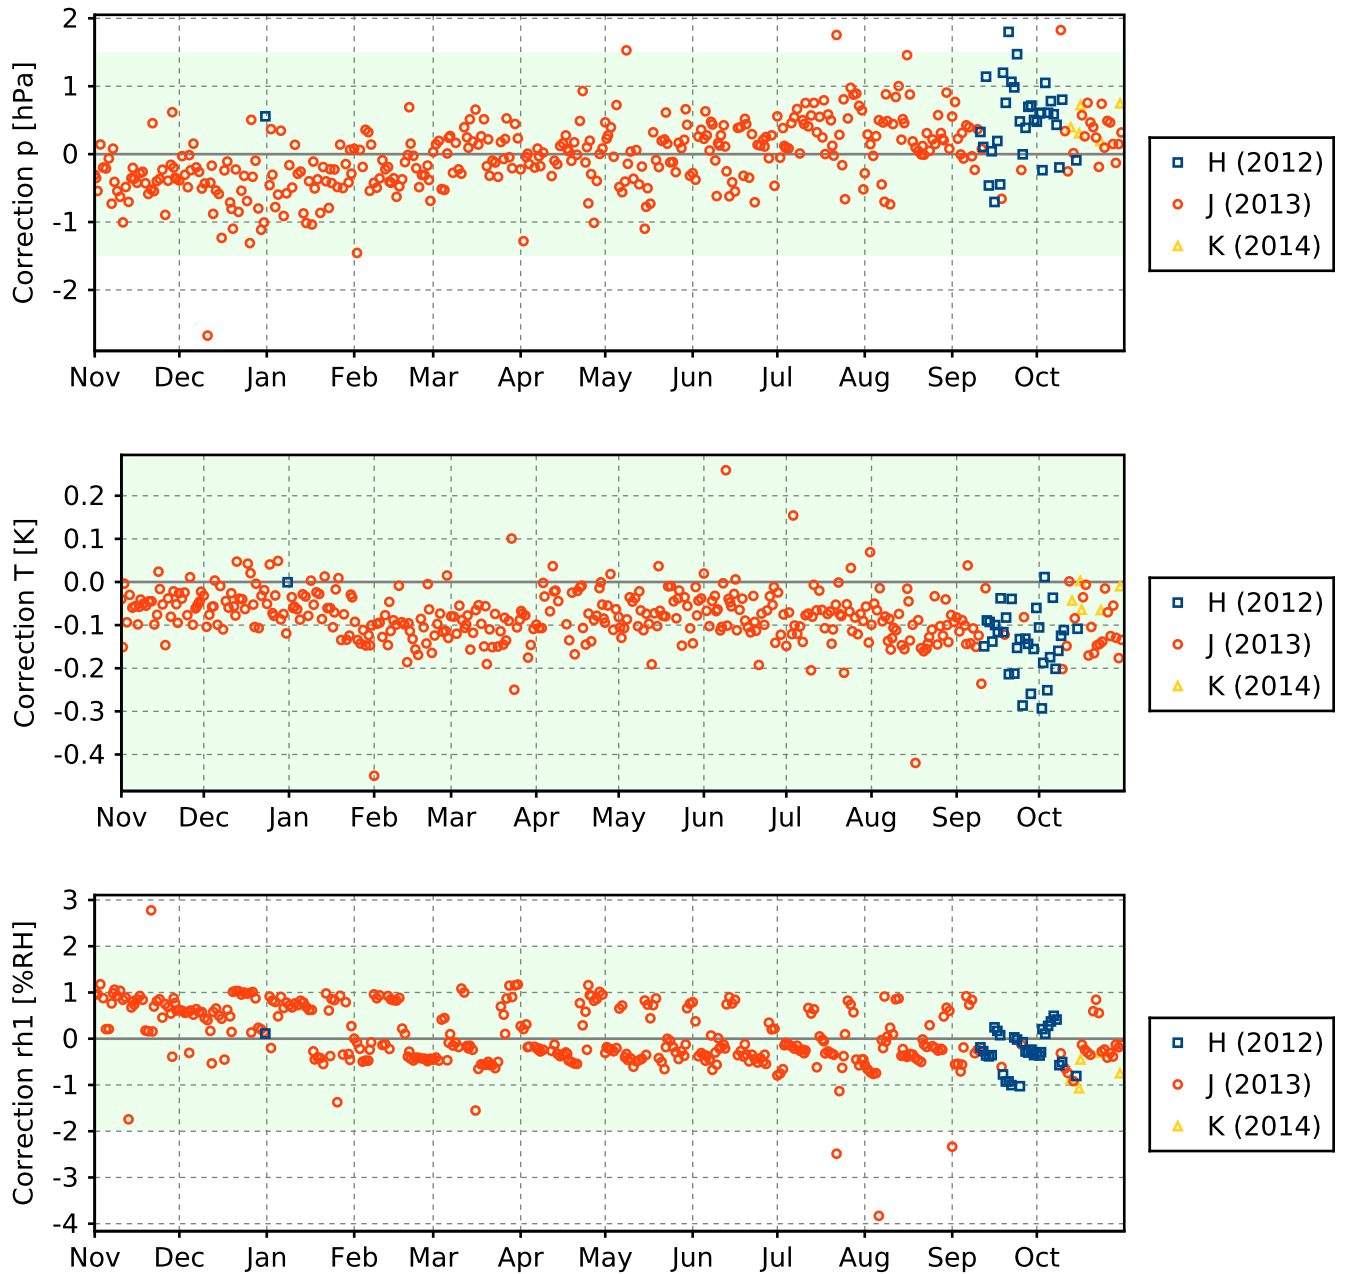 Correction p [hPa]
2
1
0
-1
-2
Nov Dec Jan Feb Mar Apr May Jun Jul Aug Sep Oct
H (2012)
J (2013)
K (2014)
Correction T [K]
0.2
0.1
0.0
-0.1
-0.2
-0.3
-0.4
Nov Dec Jan Feb Mar Apr May Jun Jul Aug Sep Oct
H (2012)
J (2013)
K (2014)
Correction rh1 [%RH]
3
2
1
0
-1
-2
-3
-4
Nov Dec Jan Feb Mar Apr May Jun Jul Aug Sep Oct
H (2012)
J (2013)
K (2014)